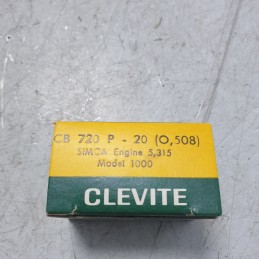 CB 720 P - 20 (0,508)
SIMCA Engine 5,315
Model 1000
CLEVITE